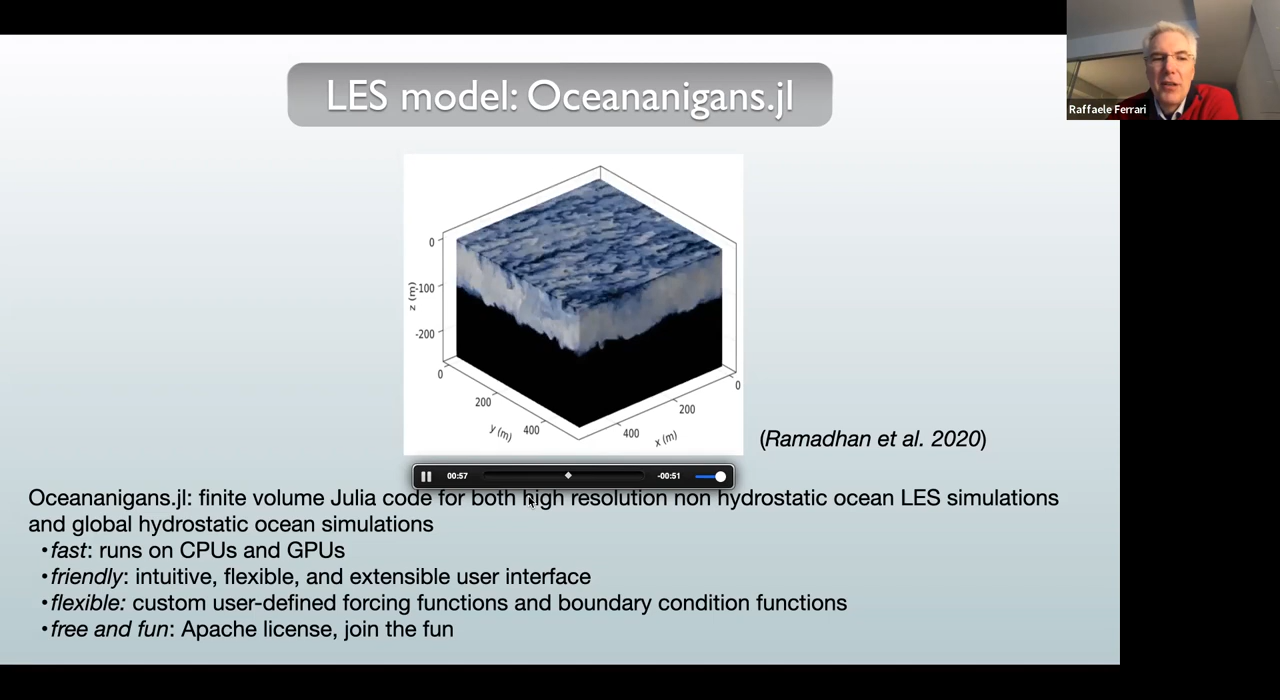 LES model: Oceananigans.jl
Raffaele Ferrari
0
-100
-200
z (m)
0
200
400
y (m)
0
200
400
x (m)
(Ramadhan et al. 2020)
00:57
-00:51
Oceananigans.jl: finite volume Julia code for both high resolution non hydrostatic ocean LES simulations
and global hydrostatic ocean simulations
•fast: runs on CPUs and GPUs
•friendly: intuitive, flexible, and extensible user interface
•flexible: custom user-defined forcing functions and boundary condition functions
•free and fun: Apache license, join the fun